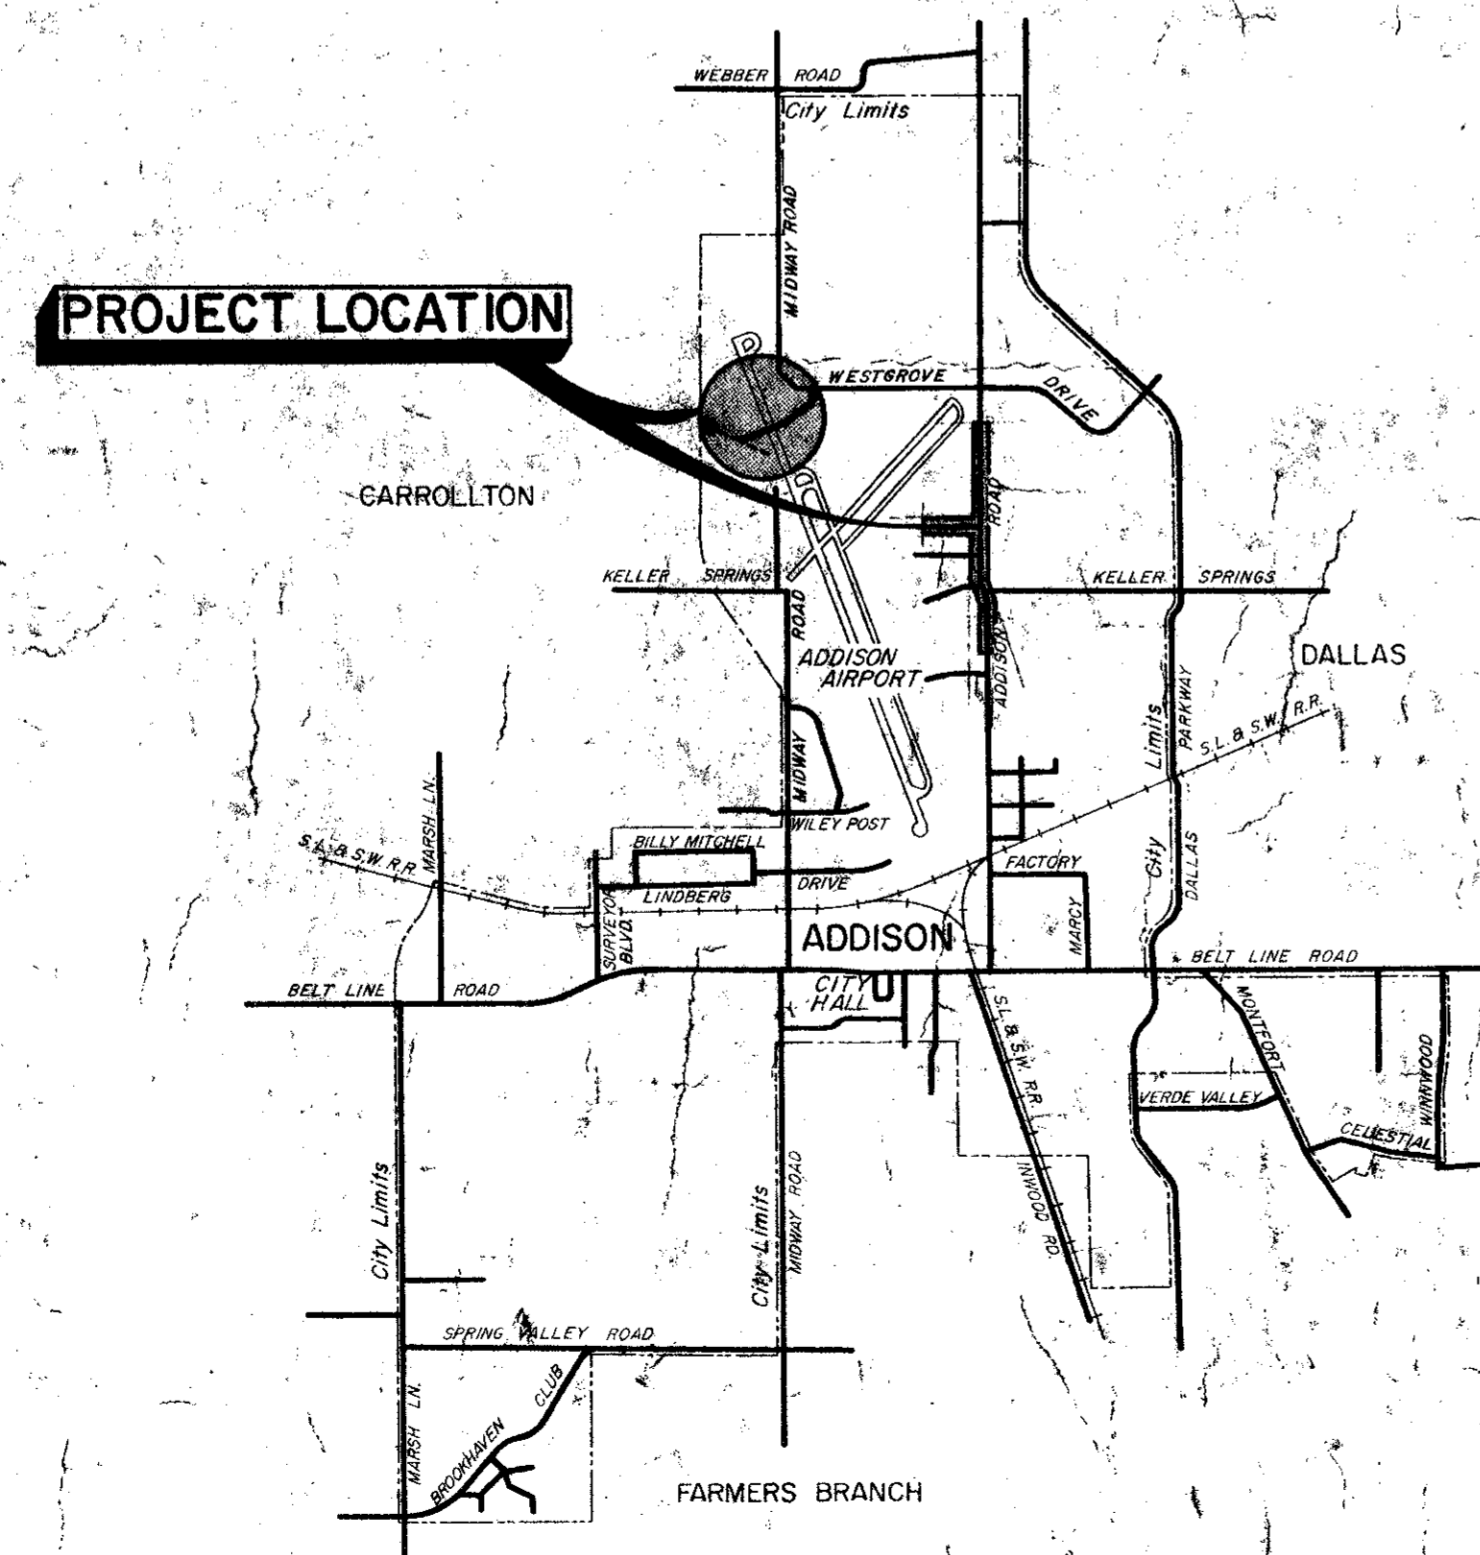 WEBBER ROAD
City Limits
MIDWAY ROAD
PROJECT LOCATION
WESTGROVE
DRIVE
CARROLLTON
ROAD
KELLER SPRINGS
KELLER SPRINGS
ROAD
ADDISON
AIRPORT
ADDISON
DALLAS
PARKWAY
Limits
S.L. & S.W. R.R.
MIDWAY
MARSH LN.
WILEY POST
S.L. & S.W. R.R.
BILLY MITCHELL
FACTORY
City
DALLAS
LINDBERG
DRIVE
SURVEYOR
BLVD.
MARCY
ADDISON
BELT LINE ROAD
BELT LINE ROAD
CITY
HALL
S.L. & S.W. R.R.
MONTFORT
WINNWOOD
VERDE VALLEY
CELESTIAL
City Limits
City Limits
MIDWAY ROAD
INWOOD RD.
SPRING VALLEY ROAD
CLUB
MARSH LN.
BROOKHAVEN
FARMERS BRANCH